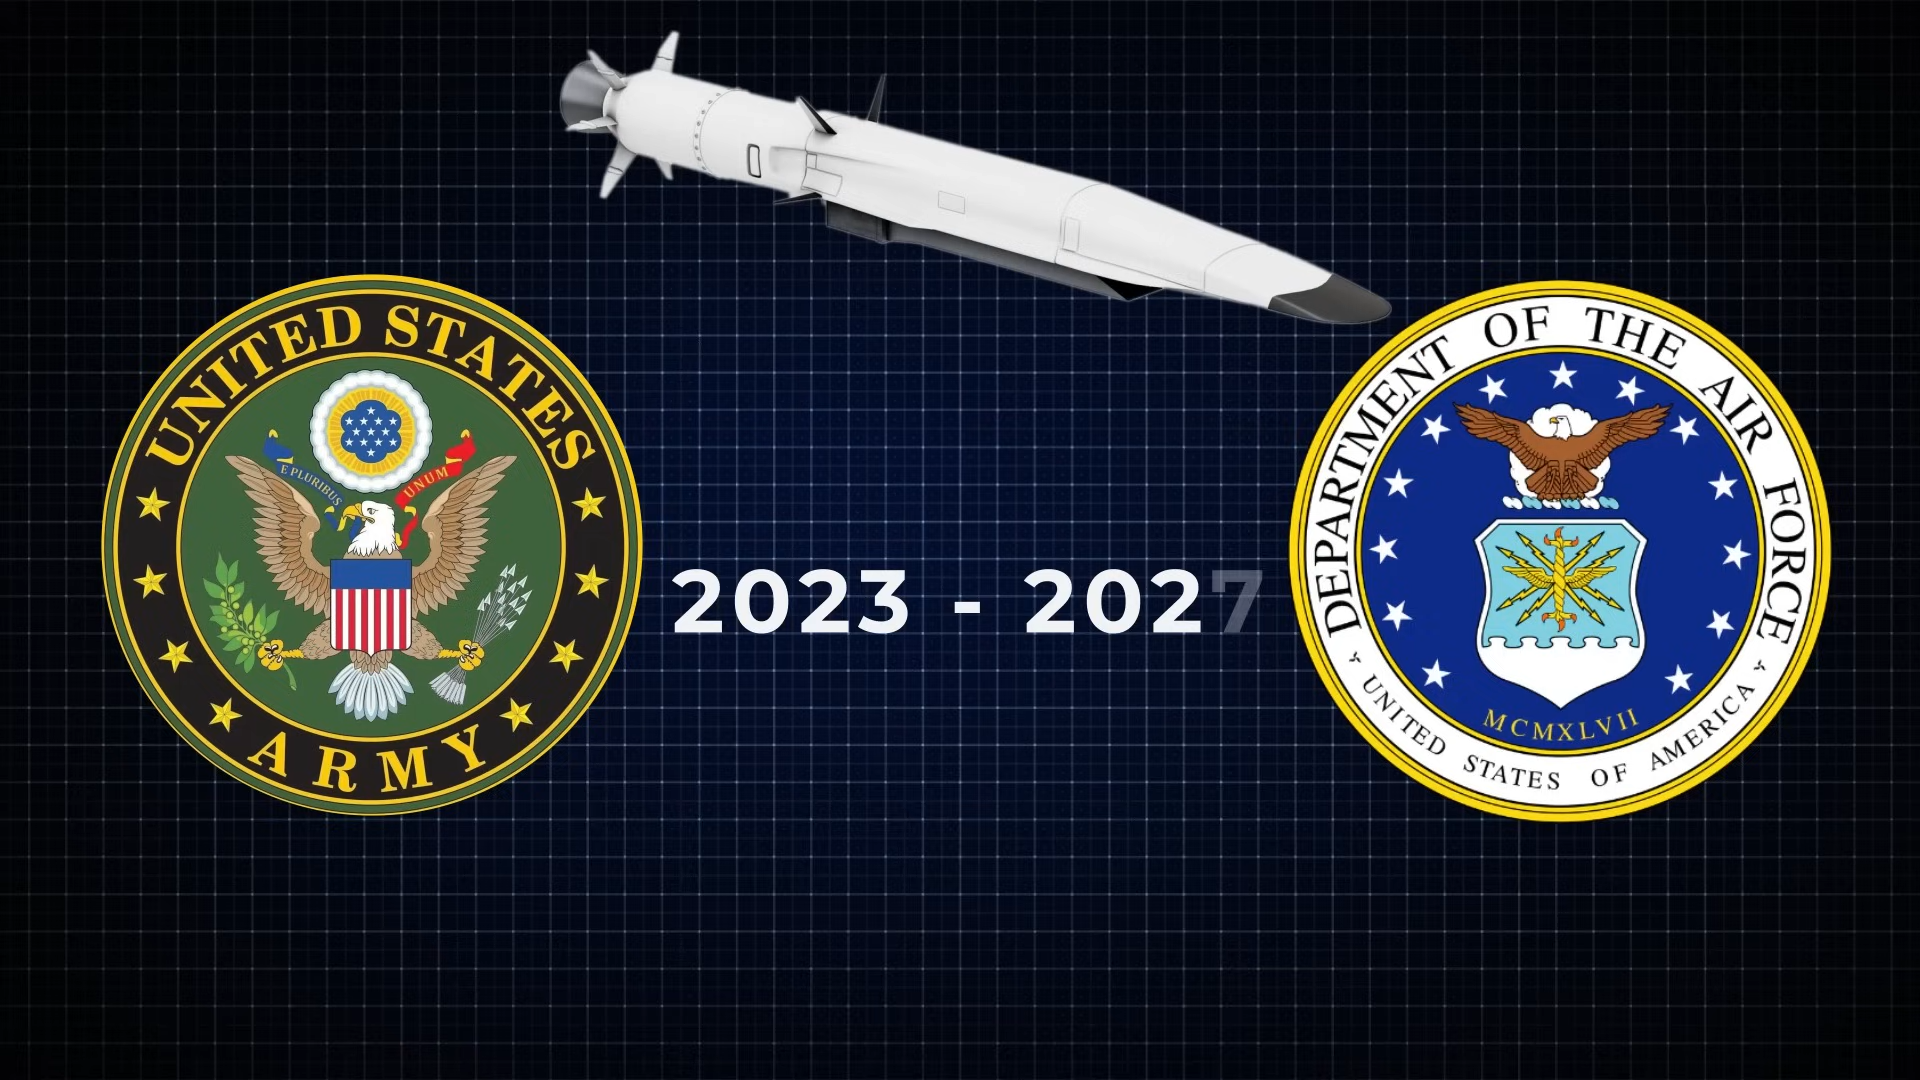 UNITED STATES
E PLURIBUS
UNUM
ARMY
2023 - 2027
DEPARTMENT OF THE AIR FORCE
MCMXLVII
UNITED STATES OF AMERICA